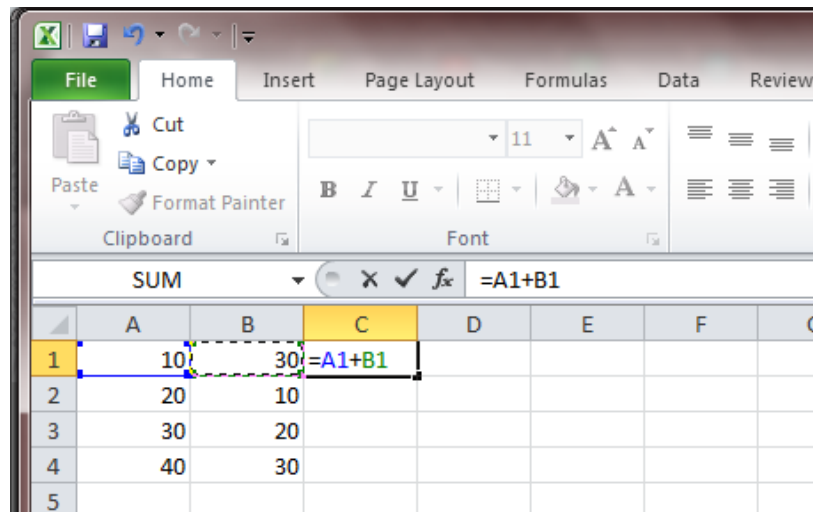 File Home Insert Page Layout Formulas Data Review
Cut
Copy
Paste
Format Painter
11 A A
B I U A
Clipboard Font
SUM fx =A1+B1
A B C D E F
1 10 30 =A1+B1
2 20 10
3 30 20
4 40 30
5